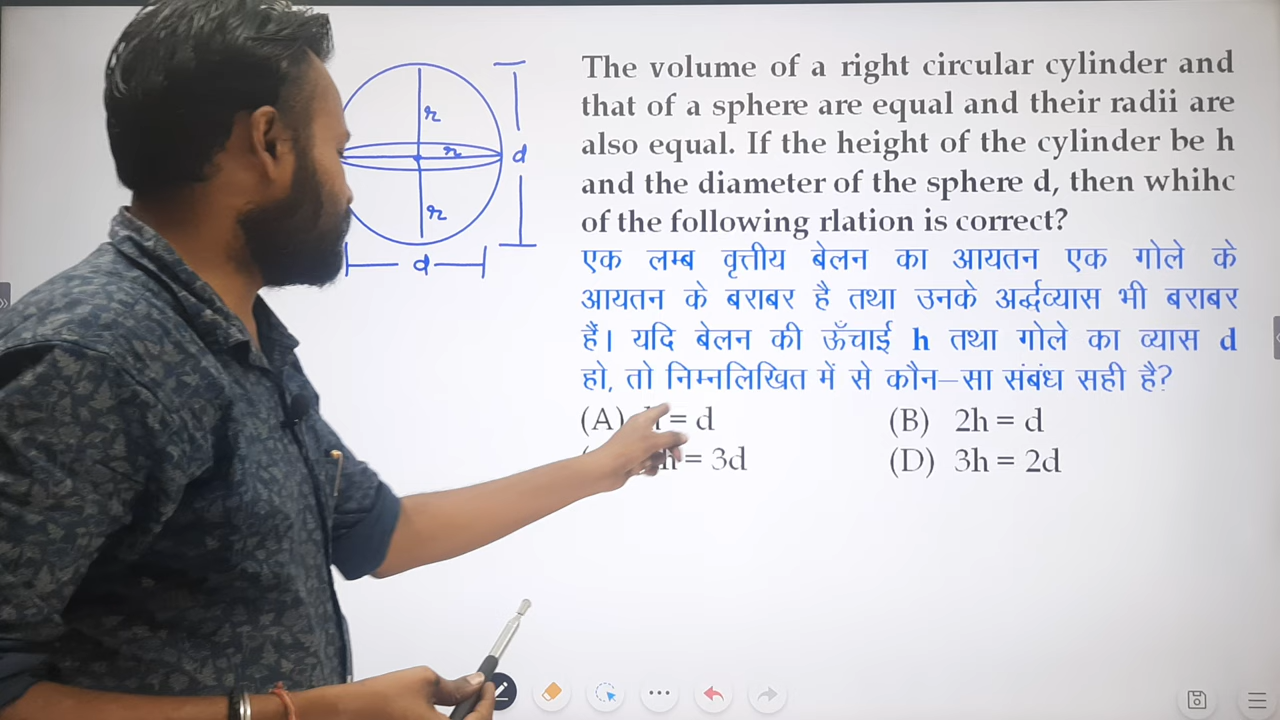 The volume of a right circular cylinder and
that of a sphere are equal and their radii are
also equal. If the height of the cylinder be h
and the diameter of the sphere d, then whihc
of the following rlation is correct?
एक लम्ब वृत्तीय बेलन का आयतन एक गोले के
आयतन के बराबर है तथा उनके अर्द्धव्यास भी बराबर
हैं। यदि बेलन की ऊँचाई h तथा गोले का व्यास d
हो, तो निम्नलिखित में से कौन–सा संबंध सही है?
(A) = d (B) 2h = d
h = 3d (D) 3h = 2d
r
r
d
r
d